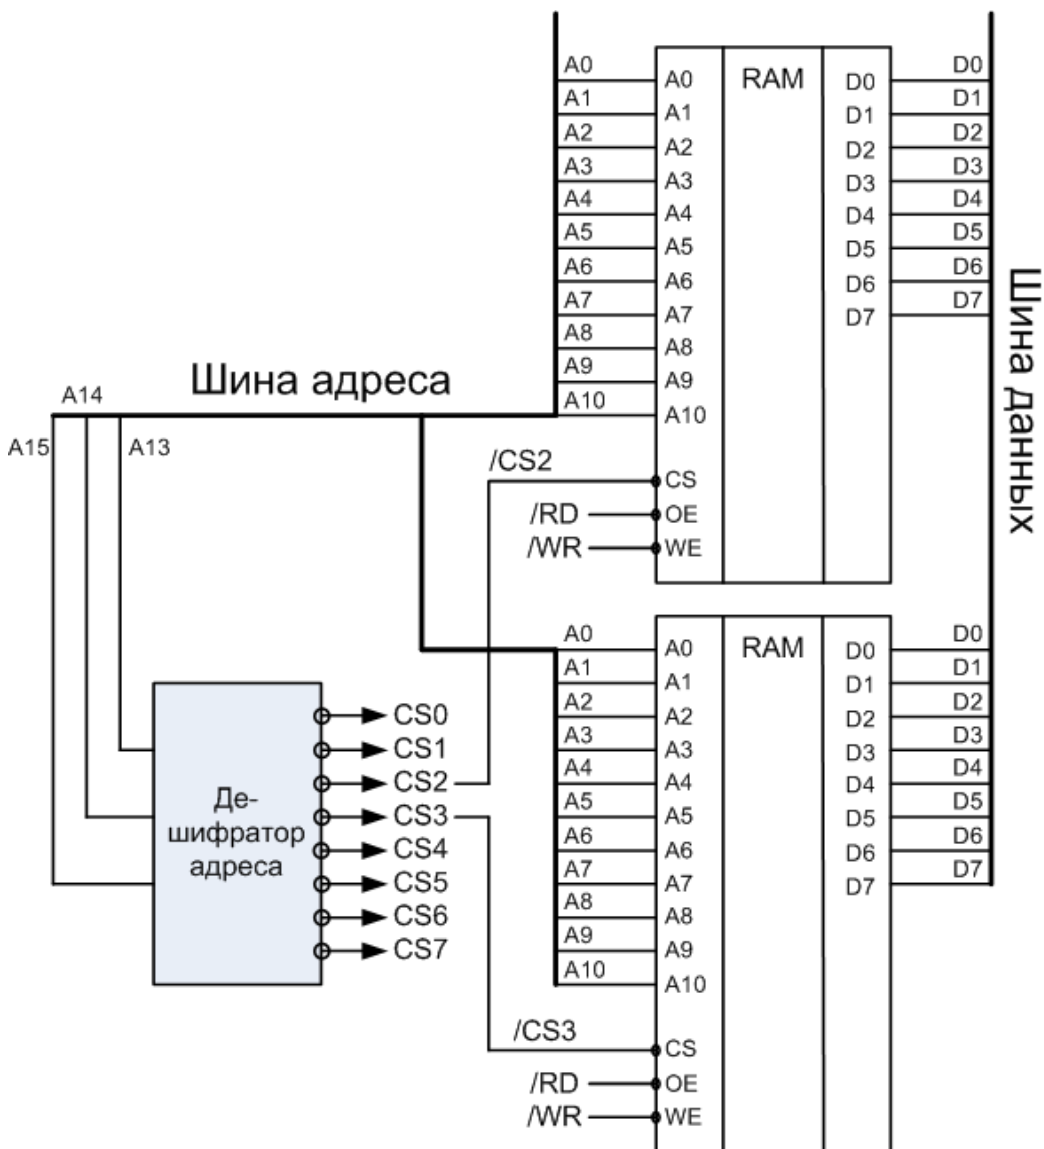 A0
A1
A2
A3
A4
A5
A6
A7
A8
A9
A10
A0
A1
A2
A3
A4
A5
A6
A7
A8
A9
A10
/CS2
CS
/RD
OE
/WR
WE
RAM
D0
D1
D2
D3
D4
D5
D6
D7
D0
D1
D2
D3
D4
D5
D6
D7
Шина данных
Шина адреса
A14
A15
A13
Де-
шифратор
адреса
CS0
CS1
CS2
CS3
CS4
CS5
CS6
CS7
A0
A1
A2
A3
A4
A5
A6
A7
A8
A9
A10
A0
A1
A2
A3
A4
A5
A6
A7
A8
A9
A10
/CS3
CS
/RD
OE
/WR
WE
RAM
D0
D1
D2
D3
D4
D5
D6
D7
D0
D1
D2
D3
D4
D5
D6
D7